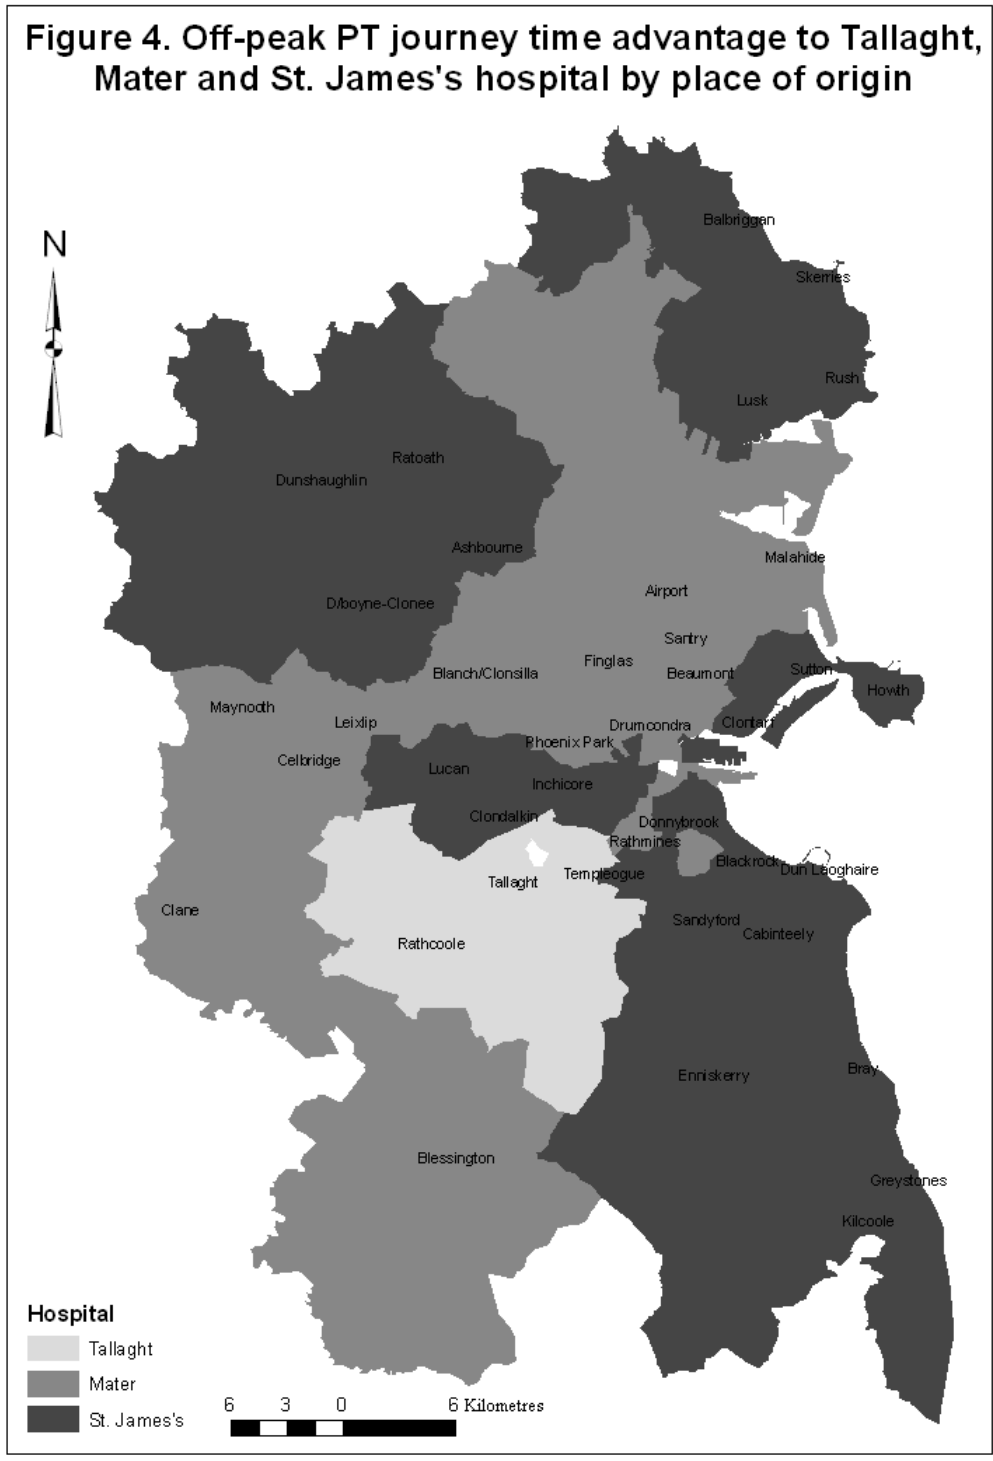 Figure 4. Off-peak PT journey time advantage to Tallaght,
Mater and St. James's hospital by place of origin
N
Balbriggan
Skerries
Rush
Lusk
Ratoath
Dunshaughlin
Ashbourne
Malahide
Airport
D/boyne-Clonee
Santry
Finglas
Beaumont
Sutton
Blanch/Clonsilla
Howth
Maynooth
Leixlip
Drumcondra
Clontarf
Phoenix Park
Celbridge
Lucan
Inchicore
Clondalkin
Donnybrook
Rathmines
Blackrock
Dun Laoghaire
Templeogue
Tallaght
Clane
Sandyford
Cabinteely
Rathcoole
Enniskerry
Bray
Blessington
Greystones
Kilcoole
Hospital
Tallaght
Mater
St. James's
6 3 0 6 Kilometres